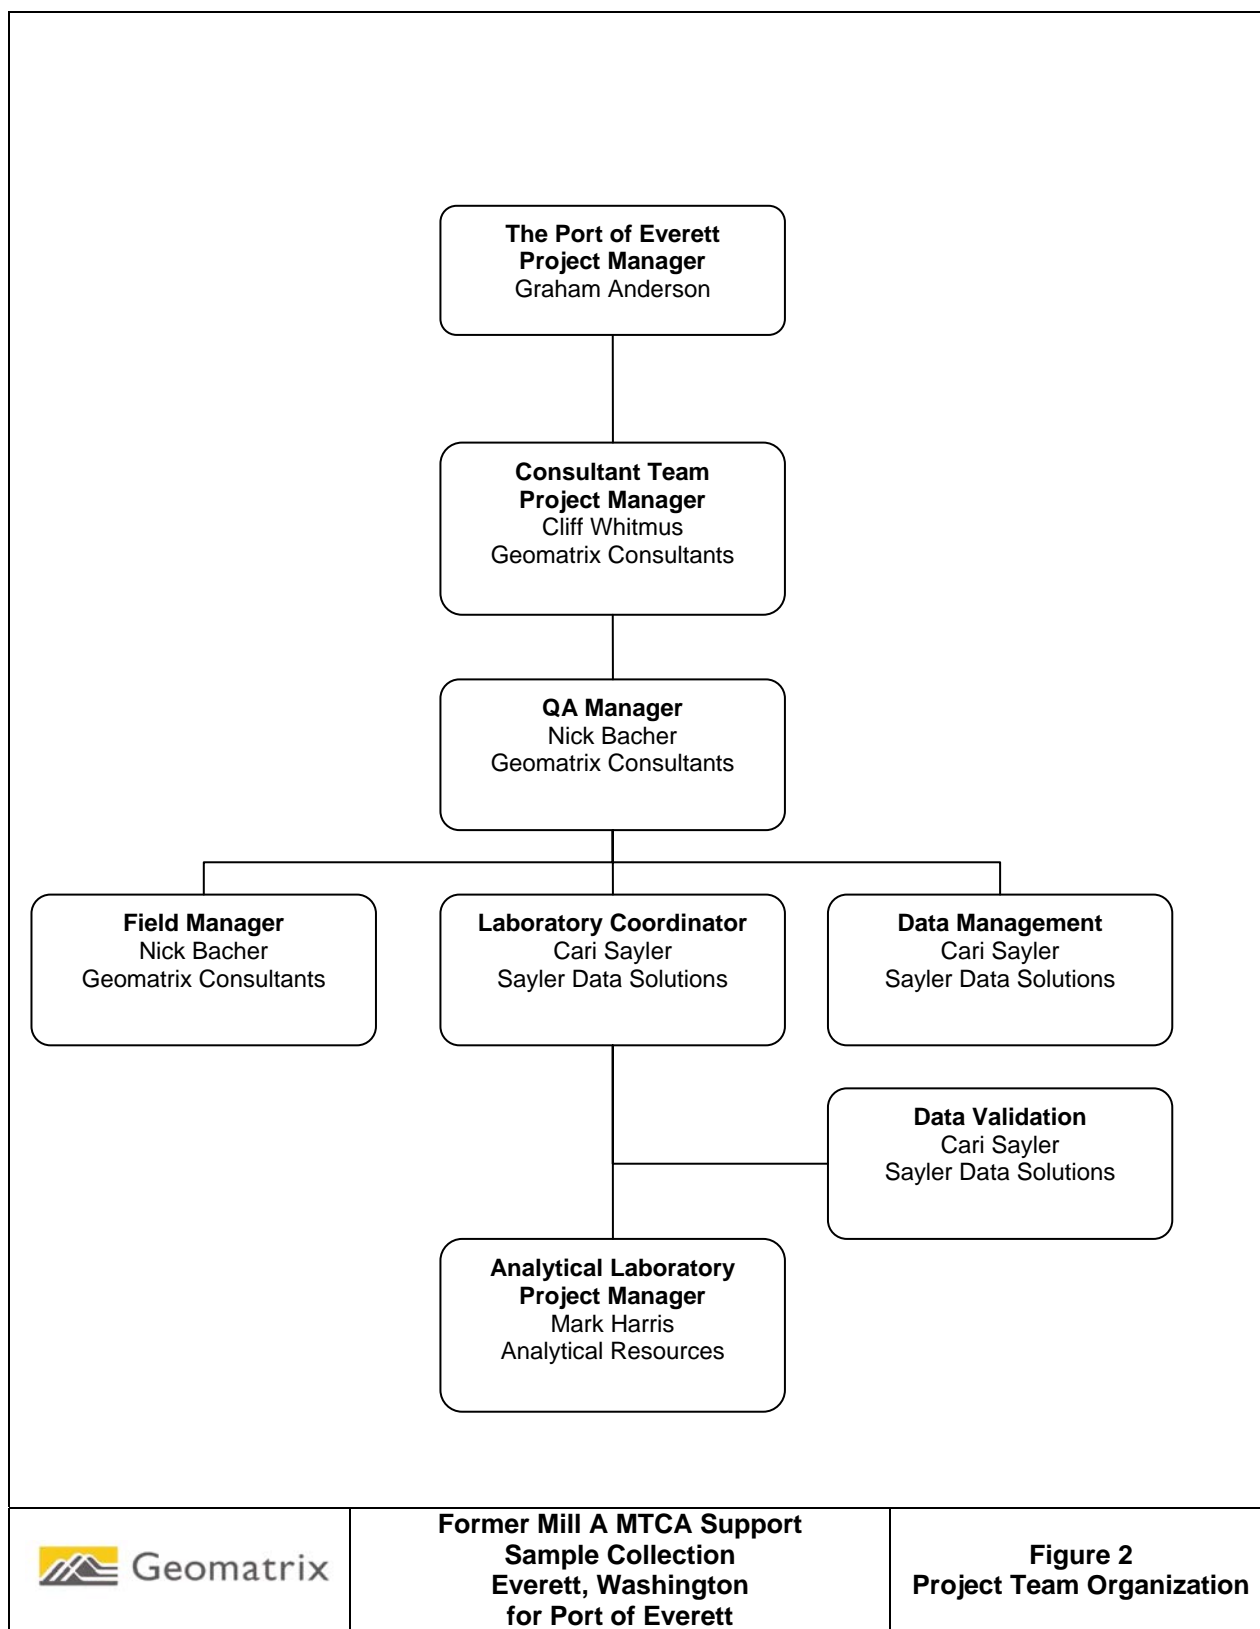 The Port of Everett
Project Manager
Graham Anderson
Consultant Team
Project Manager
Cliff Whitmus
Geomatrix Consultants
QA Manager
Nick Bacher
Geomatrix Consultants
Field Manager
Nick Bacher
Geomatrix Consultants
Laboratory Coordinator
Cari Sayler
Sayler Data Solutions
Data Management
Cari Sayler
Sayler Data Solutions
Data Validation
Cari Sayler
Sayler Data Solutions
Analytical Laboratory
Project Manager
Mark Harris
Analytical Resources
Geomatrix
Former Mill A MTCA Support
Sample Collection
Everett, Washington
for Port of Everett
Figure 2
Project Team Organization